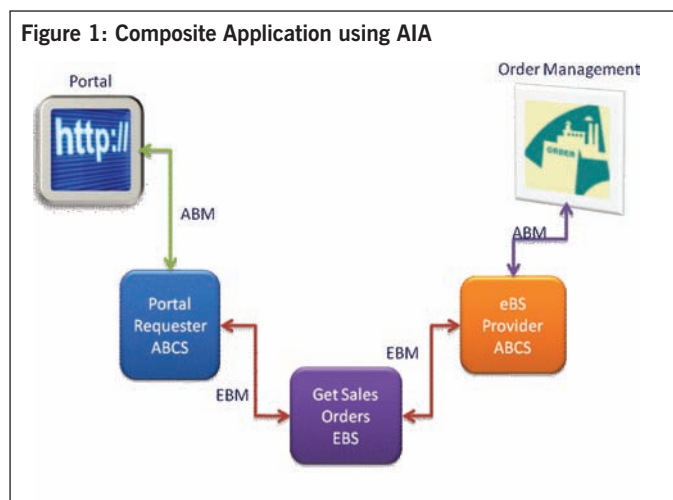 Figure 1: Composite Application using AIA
Portal
Order Management
http://
ORDER
ABM
ABM
Portal
Requester
ABCS
eBS
Provider
ABCS
EBM
EBM
Get Sales
Orders
EBS